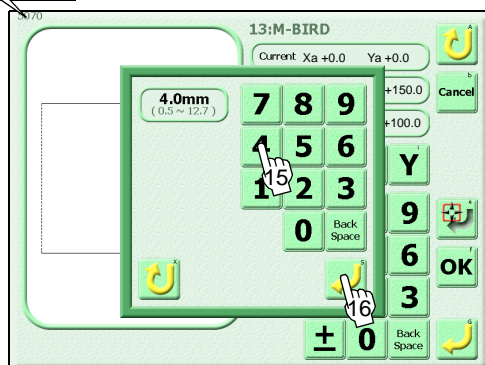 5070
13:M-BIRD
Current Xa +0.0 Ya +0.0
+150.0
Cancel
+100.0
4.0mm
( 0.5 ~ 12.7 )
7 8 9
4 5 6
15
1 2 3
0 Back Space
16
Y
9
6 OK
3
± 0 Back Space